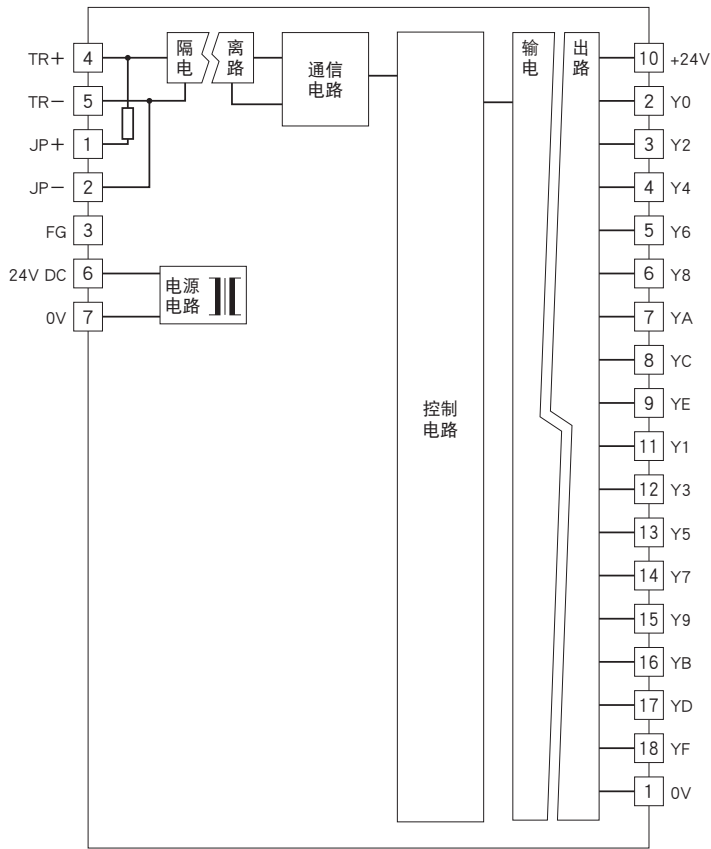 TR+ 4
隔 离
电 路
通信
电路
TR− 5
JP+ 1
JP− 2
FG 3
24V DC 6
0V 7
电源
电路
控制
电路
输 出
电 路
10 +24V
2 Y0
3 Y2
4 Y4
5 Y6
6 Y8
7 YA
8 YC
9 YE
11 Y1
12 Y3
13 Y5
14 Y7
15 Y9
16 YB
17 YD
18 YF
1 0V